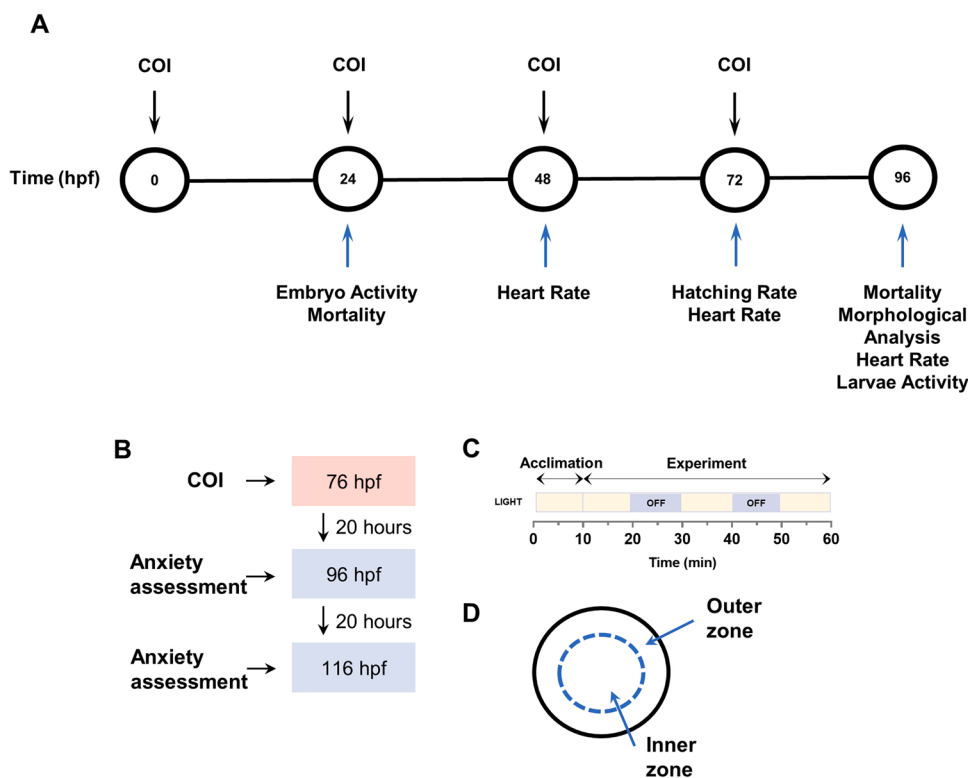 A
COI COI COI COI
Time (hpf) 0 24 48 72 96
Embryo Activity
Mortality
Heart Rate
Hatching Rate
Heart Rate
Mortality
Morphological
Analysis
Heart Rate
Larvae Activity
B
COI 76 hpf
20 hours
Anxiety
assessment
96 hpf
20 hours
Anxiety
assessment
116 hpf
C
Acclimation Experiment
LIGHT OFF OFF
0 10 20 30 40 50 60
Time (min)
D
Outer
zone
Inner
zone